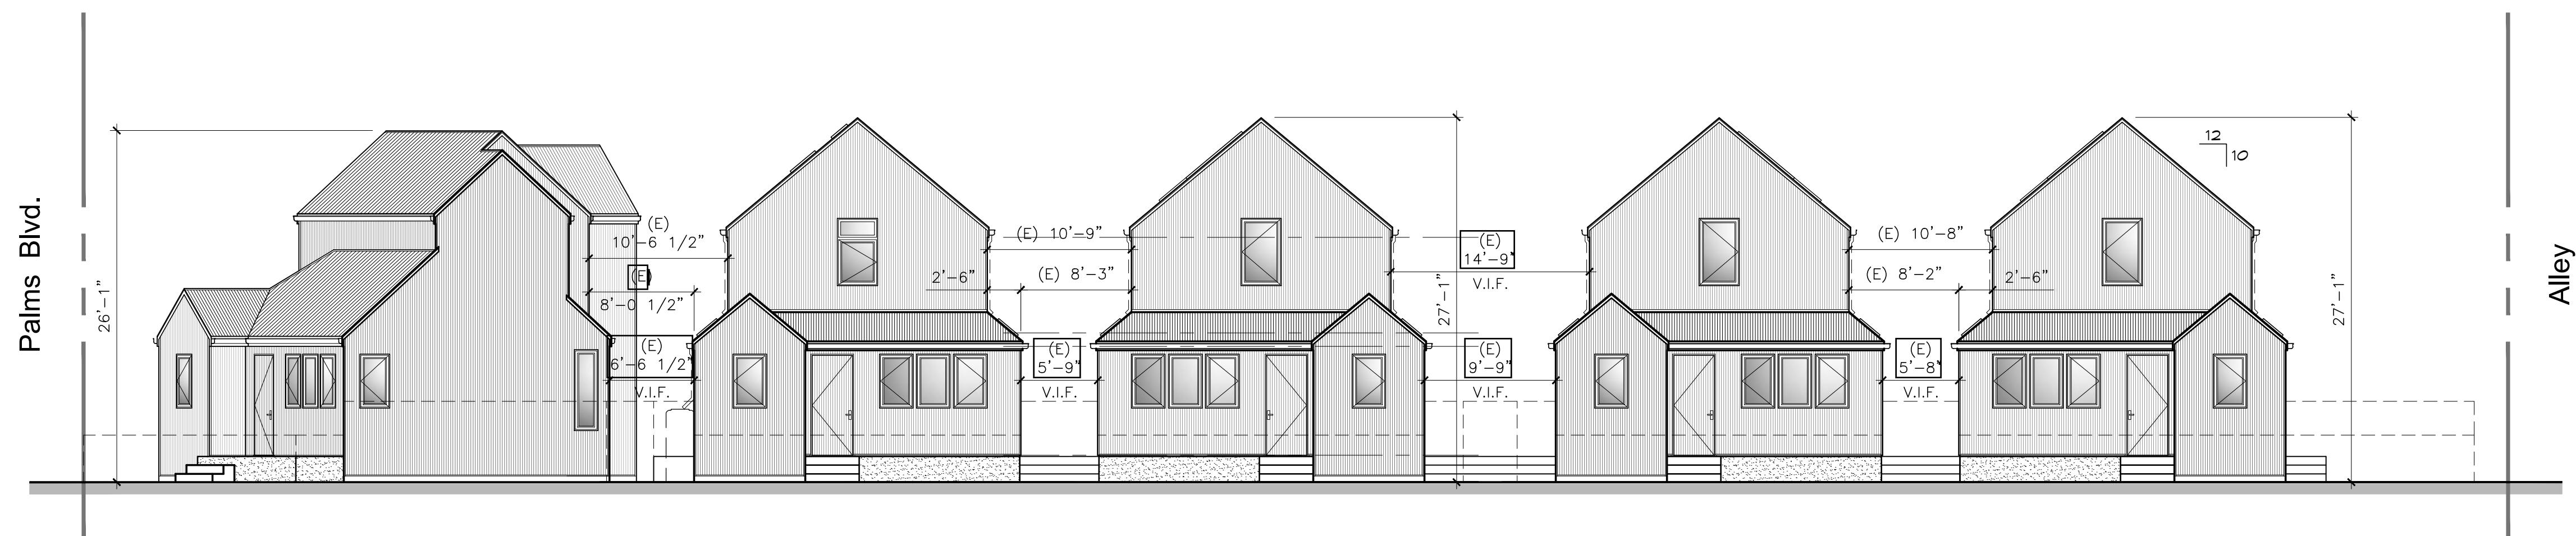 Palms Blvd.
26'-1"
(E)
10'-6 1/2"
(E)
8'-0 1/2"
(E)
6'-6 1/2"
V.I.F.
2'-6"
(E) 10'-9"
(E) 8'-3"
(E)
5'-9"
V.I.F.
27'-1"
(E)
14'-9"
V.I.F.
(E)
9'-9"
V.I.F.
(E) 10'-8"
(E) 8'-2"
2'-6"
(E)
5'-8"
V.I.F.
12
10
27'-1"
Alley